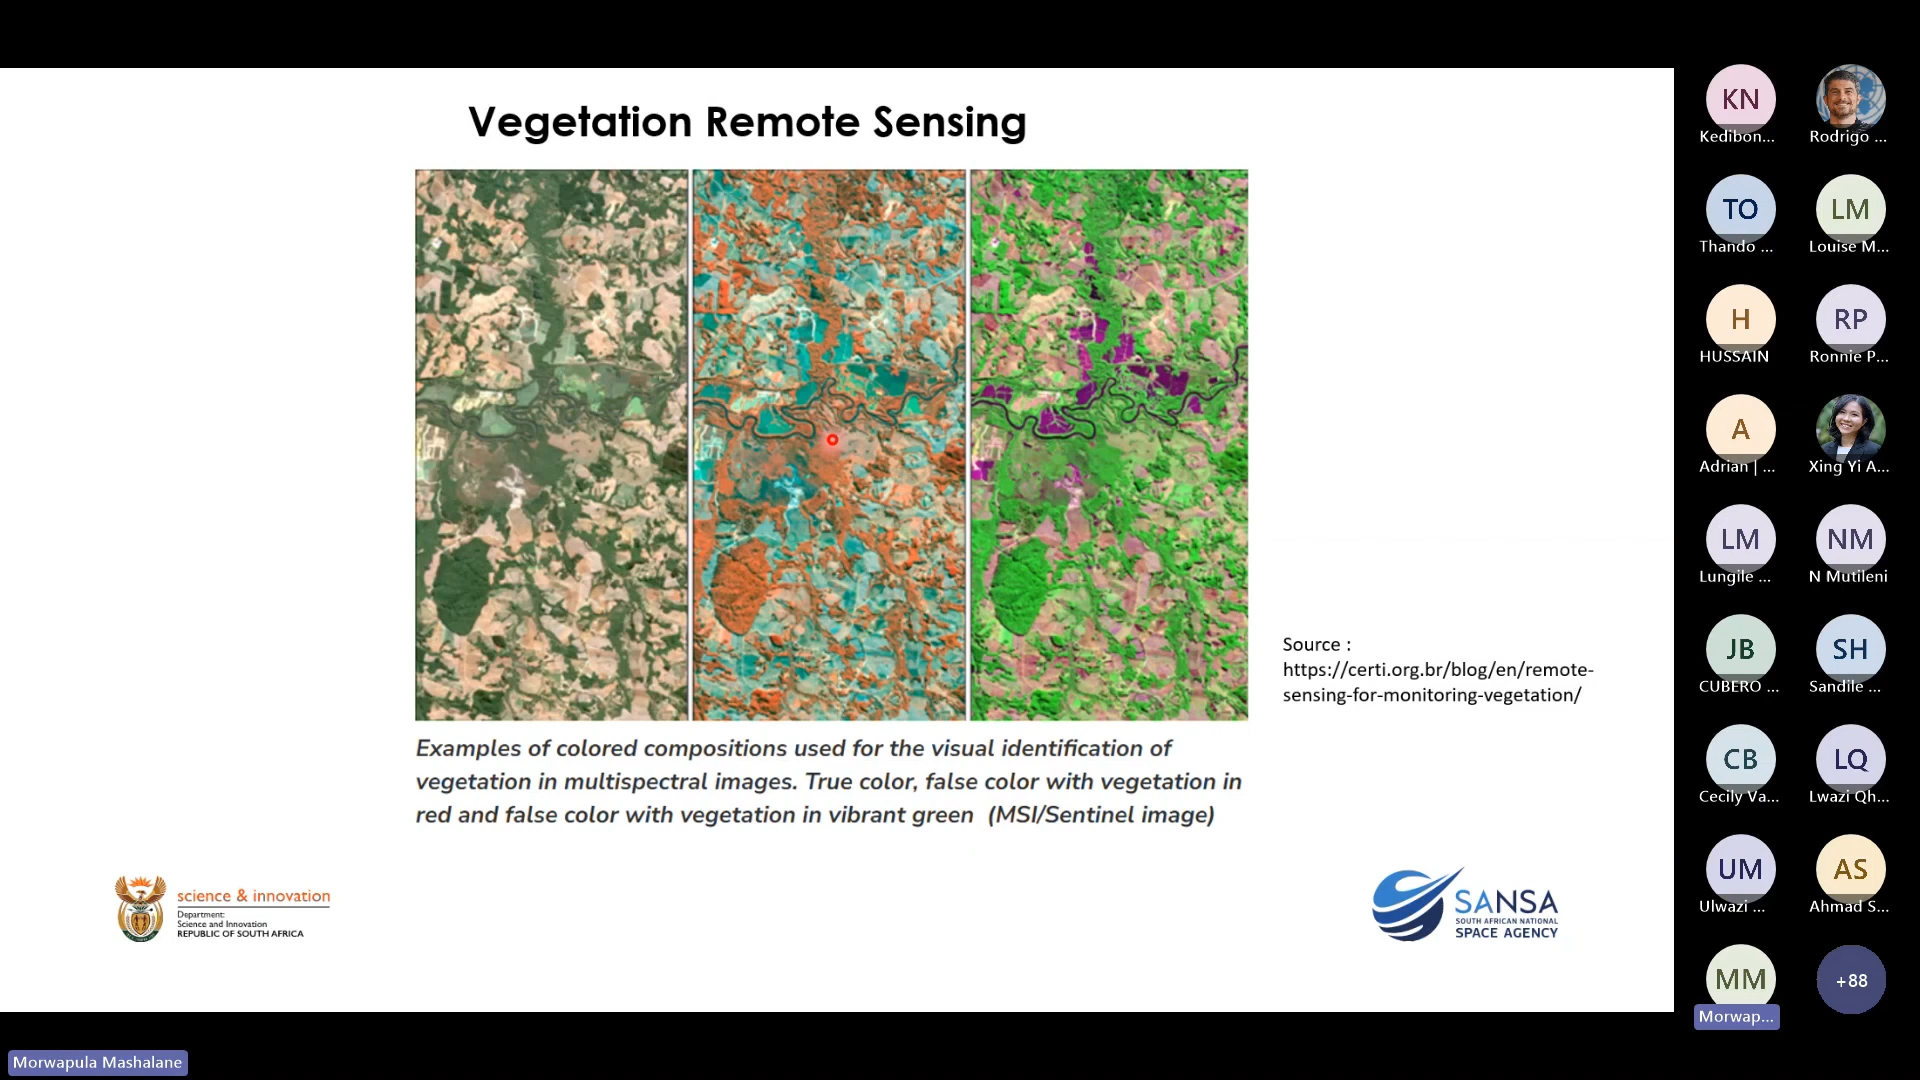 Vegetation Remote Sensing
Source :
https://certi.org.br/blog/en/remote-
sensing-for-monitoring-vegetation/
Examples of colored compositions used for the visual identification of
vegetation in multispectral images. True color, false color with vegetation in
red and false color with vegetation in vibrant green (MSI/Sentinel image)
science & innovation
Department:
Science and Innovation
REPUBLIC OF SOUTH AFRICA
SANSA
SOUTH AFRICAN NATIONAL
SPACE AGENCY
KN
Kedibon...
Rodrigo ...
TO
Thando ...
LM
Louise M...
H
HUSSAIN
RP
Ronnie P...
A
Adrian | ...
Xing Yi A...
LM
Lungile ...
NM
N Mutileni
JB
CUBERO ...
SH
Sandile ...
CB
Cecily Va...
LQ
Lwazi Qh...
UM
Ulwazi ...
AS
Ahmad S...
MM
Morwap...
+88
Morwapula Mashalane